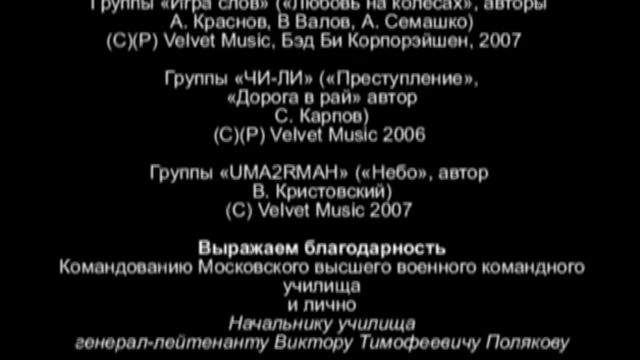 Группы «Игра слов» («Любовь на колесах», авторы
А. Краснов, В Валов, А. Семашко)
(C)(P) Velvet Music, Бэд Би Корпорэйшен, 2007
Группы «ЧИ-ЛИ» («Преступление»,
«Дорога в рай» автор
С. Карпов)
(C)(P) Velvet Music 2006
Группы «UMA2RMAH» («Небо», автор
В. Кристовский)
(C) Velvet Music 2007
Выражаем благодарность
Командованию Московского высшего военного командного
училища
и лично
Начальнику училища
генерал-лейтенанту Виктору Тимофеевичу Полякову